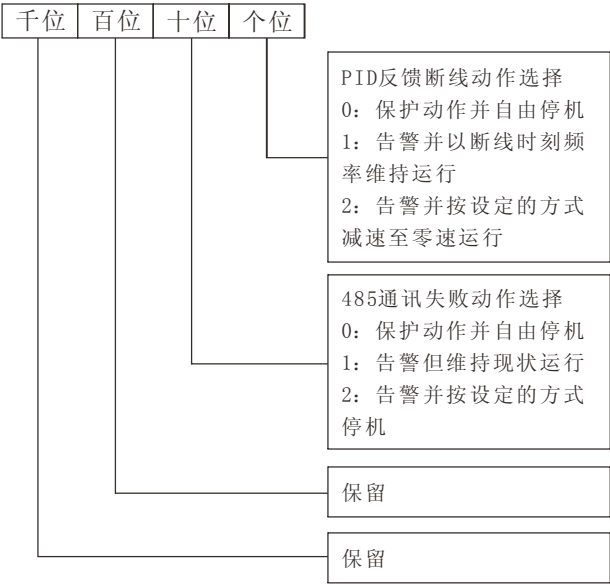 千位 百位 十位 个位
PID反馈断线动作选择
0：保护动作并自由停机
1：告警并以断线时刻频
率维持运行
2：告警并按设定的方式
减速至零速运行
485通讯失败动作选择
0：保护动作并自由停机
1：告警但维持现状运行
2：告警并按设定的方式
停机
保留
保留